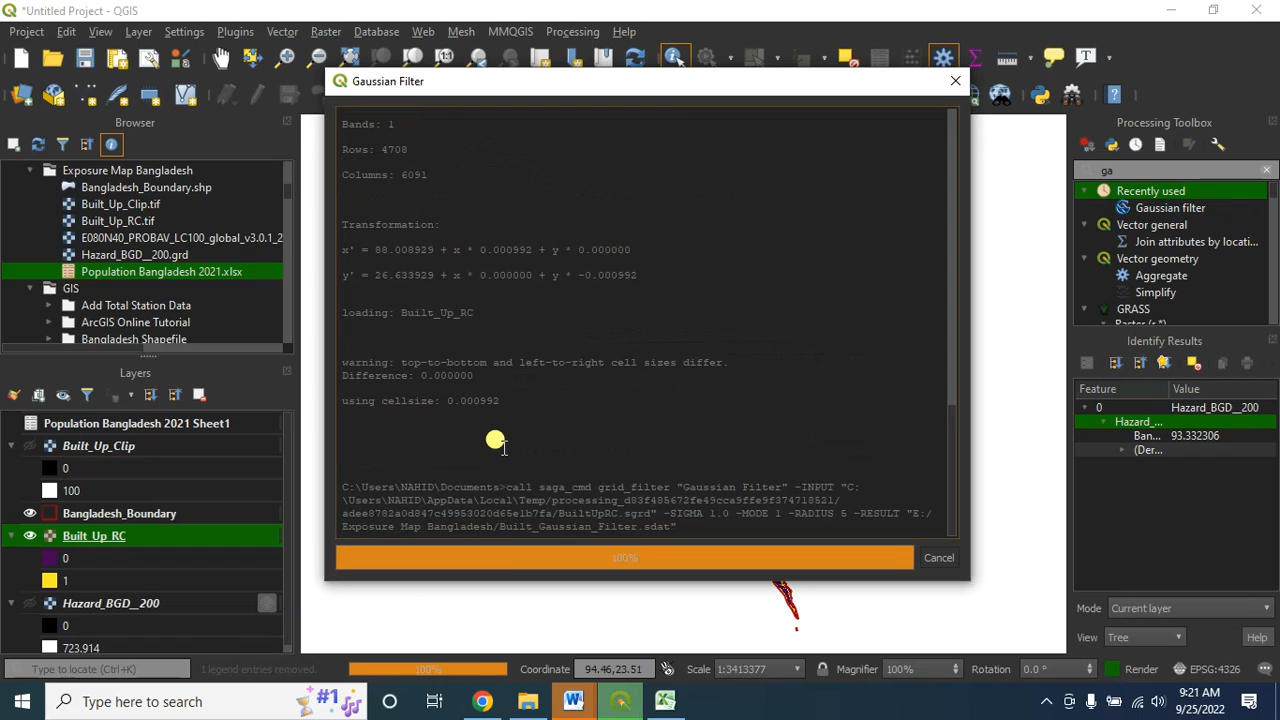 *Untitled Project — QGIS
Project Edit View Layer Settings Plugins Vector Raster Database Web Mesh MMQGIS Processing Help
Gaussian Filter
Browser
Exposure Map Bangladesh
Bangladesh_Boundary.shp
Built_Up_Clip.tif
Built_Up_RC.tif
E080N40_PROBAV_LC100_global_v3.0.1_2
Hazard_BGD__200.grd
Population Bangladesh 2021.xlsx
GIS
Add Total Station Data
ArcGIS Online Tutorial
Bangladesh Shapefile
Layers
Population Bangladesh 2021 Sheet1
Built_Up_Clip
0
100
Bangladesh_Boundary
Built_Up_RC
0
1
Hazard_BGD__200
0
723.914
Bands: 1
Rows: 4708
Columns: 6091
Transformation:
x' = 88.008929 + x * 0.000992 + y * 0.000000
y' = 26.633929 + x * 0.000000 + y * -0.000992
loading: Built_Up_RC
warning: top-to-bottom and left-to-right cell sizes differ.
Difference: 0.000000
using cellsize: 0.000992
C:\Users\NAHID\Documents>call saga_cmd grid_filter "Gaussian Filter" -INPUT "C:
\Users\NAHID\AppData\Local\Temp/processing_d83f485672fe49cca9ffe9f374718521/
adee8782a0d847c49953020d65e1b7fa/BuiltUpRC.sgrd" -SIGMA 1.0 -MODE 1 -RADIUS 5 -RESULT "E:/
Exposure Map Bangladesh/Built_Gaussian_Filter.sdat"
100%
Cancel
Processing Toolbox
ga
Recently used
Gaussian filter
Vector general
Join attributes by locati...
Vector geometry
Aggregate
Simplify
GRASS
Raster (r.*)
Identify Results
Feature Value
0 Hazard_BGD__200
Hazard_...
Ban... 93.332306
(Der...
Mode Current layer
View Tree Help
Type to locate (Ctrl+K) 1 legend entries removed. 100% Coordinate 94.46,23.51 Scale 1:3413377 Magnifier 100% Rotation 0.0 ° Render EPSG:4326
Type here to search
#1
9:21 AM
9/25/2022